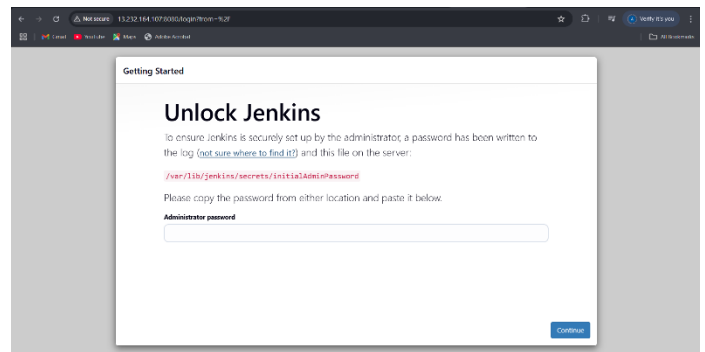 Not secure 13.232.164.107:8080/login?from=%2F
Verify it's you
Gmail YouTube Maps Adobe Acrobat
All Bookmarks
Getting Started
Unlock Jenkins
To ensure Jenkins is securely set up by the administrator, a password has been written to
the log (not sure where to find it?) and this file on the server:
/var/lib/jenkins/secrets/initialAdminPassword
Please copy the password from either location and paste it below.
Administrator password
Continue